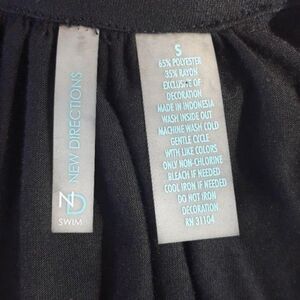 NEW DIRECTIONS
ND
SWIM
S
65% POLYESTER
35% RAYON
EXCLUSIVE OF
DECORATION
MADE IN INDONESIA
WASH INSIDE OUT
MACHINE WASH COLD
GENTLE CYCLE
WITH LIKE COLORS
ONLY NON-CHLORINE
BLEACH IF NEEDED
COOL IRON IF NEEDED
DO NOT IRON
DECORATION
RN 31104